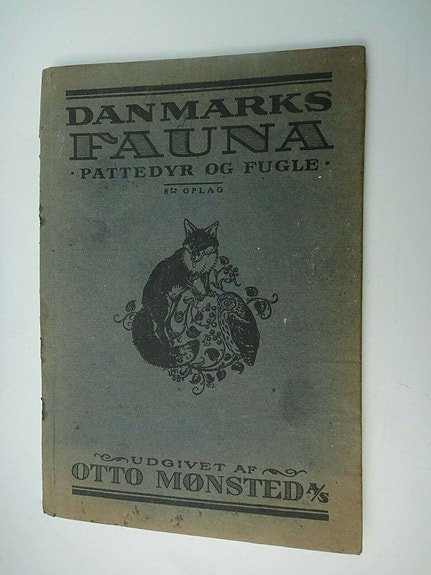 DANMARKS
FAUNA
· PATTEDYR OG FUGLE ·
8DE OPLAG
UDGIVET AF
OTTO MØNSTED A/S